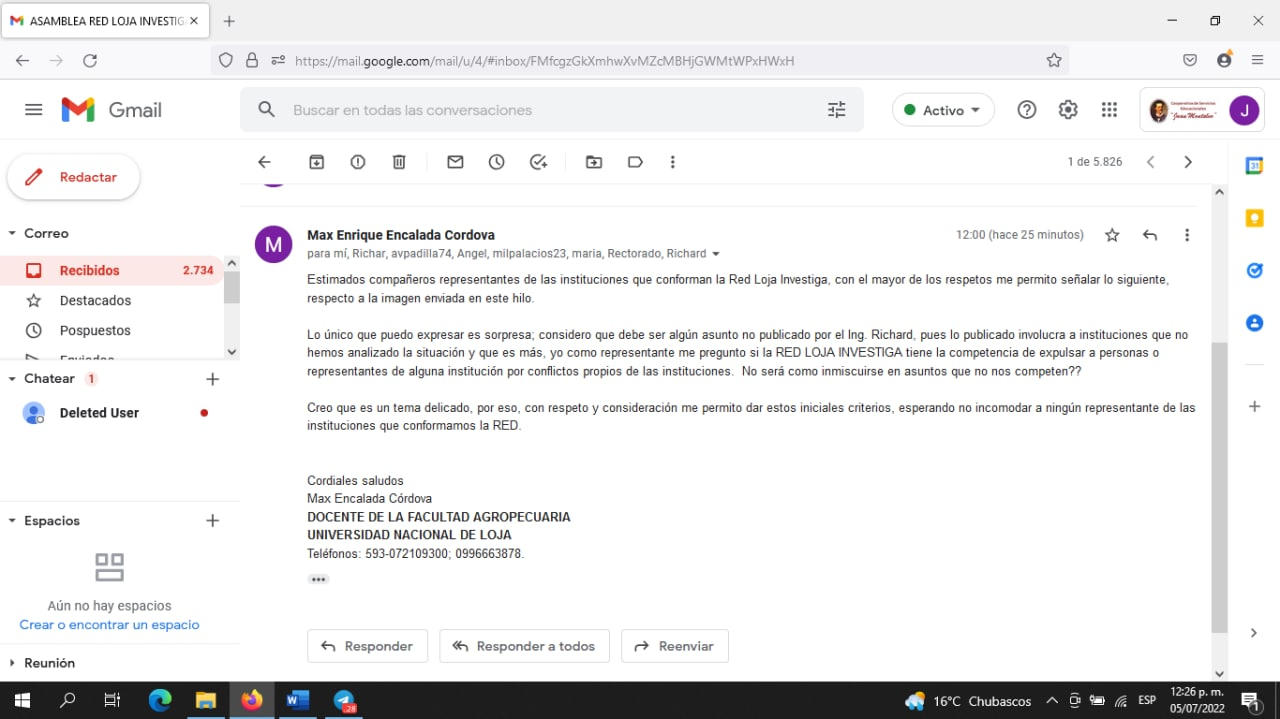 ASAMBLEA RED LOJA INVESTIG
https://mail.google.com/mail/u/4/#inbox/FMfcgzGkXmhwXvMZcMBHjGWMtWPxHWxH
Gmail
Buscar en todas las conversaciones
Activo
Cooperativa de Servicios
Educacionales
"Juan Montalvo"
J
Redactar
1 de 5.826
31
Correo
Recibidos 2.734
Destacados
Pospuestos
Enviados
Chatear 1
Deleted User
Espacios
Aún no hay espacios
Crear o encontrar un espacio
Reunión
M
Max Enrique Encalada Cordova
12:00 (hace 25 minutos)
para mí, Richar, avpadilla74, Angel, milpalacios23, maria, Rectorado, Richard
Estimados compañeros representantes de las instituciones que conforman la Red Loja Investiga, con el mayor de los respetos me permito señalar lo siguiente,
respecto a la imagen enviada en este hilo.
Lo único que puedo expresar es sorpresa; considero que debe ser algún asunto no publicado por el Ing. Richard, pues lo publicado involucra a instituciones que no
hemos analizado la situación y que es más, yo como representante me pregunto si la RED LOJA INVESTIGA tiene la competencia de expulsar a personas o
representantes de alguna institución por conflictos propios de las instituciones.  No será como inmiscuirse en asuntos que no nos competen??
Creo que es un tema delicado, por eso, con respeto y consideración me permito dar estos iniciales criterios, esperando no incomodar a ningún representante de las
instituciones que conformamos la RED.
Cordiales saludos
Max Encalada Córdova
DOCENTE DE LA FACULTAD AGROPECUARIA
UNIVERSIDAD NACIONAL DE LOJA
Teléfonos: 593-072109300; 0996663878.
Responder
Responder a todos
Reenviar
28
16°C Chubascos
ESP
12:26 p. m.
05/07/2022
1